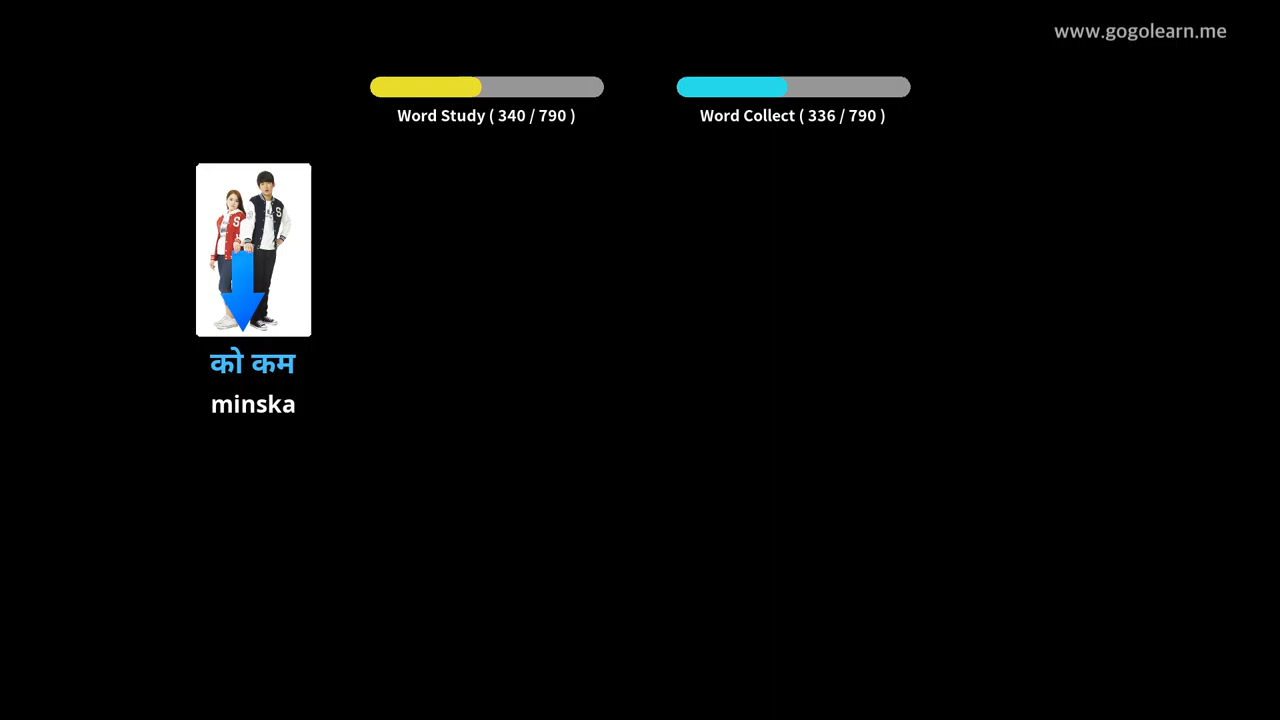 www.gogolearn.me
Word Study ( 340 / 790 )
Word Collect ( 336 / 790 )
S
S
को कम
minska